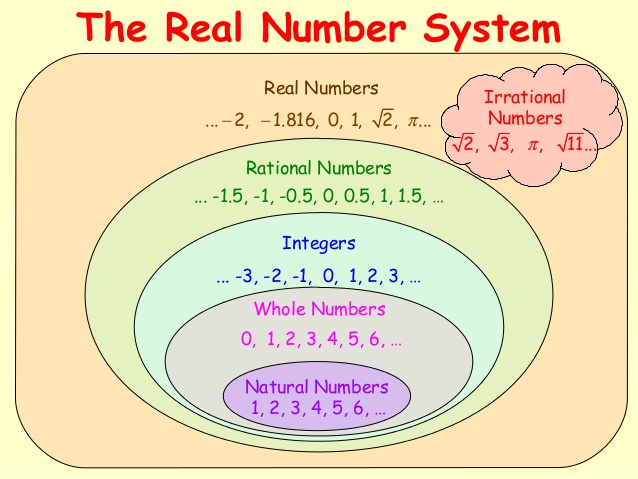 The Real Number System
Real Numbers
... −2, −1.816, 0, 1, √2, π...
Irrational
Numbers
√2, √3, π, √11...
Rational Numbers
... -1.5, -1, -0.5, 0, 0.5, 1, 1.5, ...
Integers
... -3, -2, -1, 0, 1, 2, 3, ...
Whole Numbers
0, 1, 2, 3, 4, 5, 6, ...
Natural Numbers
1, 2, 3, 4, 5, 6, ...